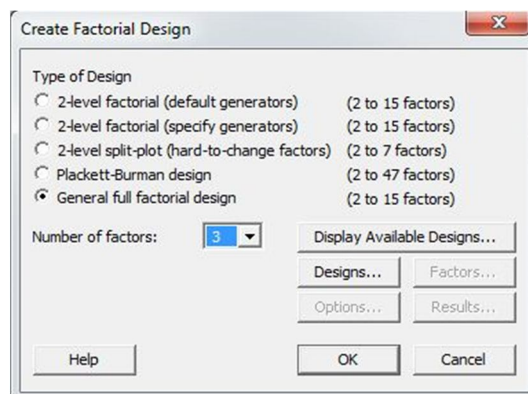 Create Factorial Design
Type of Design
2-level factorial (default generators) (2 to 15 factors)
2-level factorial (specify generators) (2 to 15 factors)
2-level split-plot (hard-to-change factors) (2 to 7 factors)
Plackett-Burman design (2 to 47 factors)
General full factorial design (2 to 15 factors)
Number of factors: 3 Display Available Designs...
Designs... Factors...
Options... Results...
Help OK Cancel